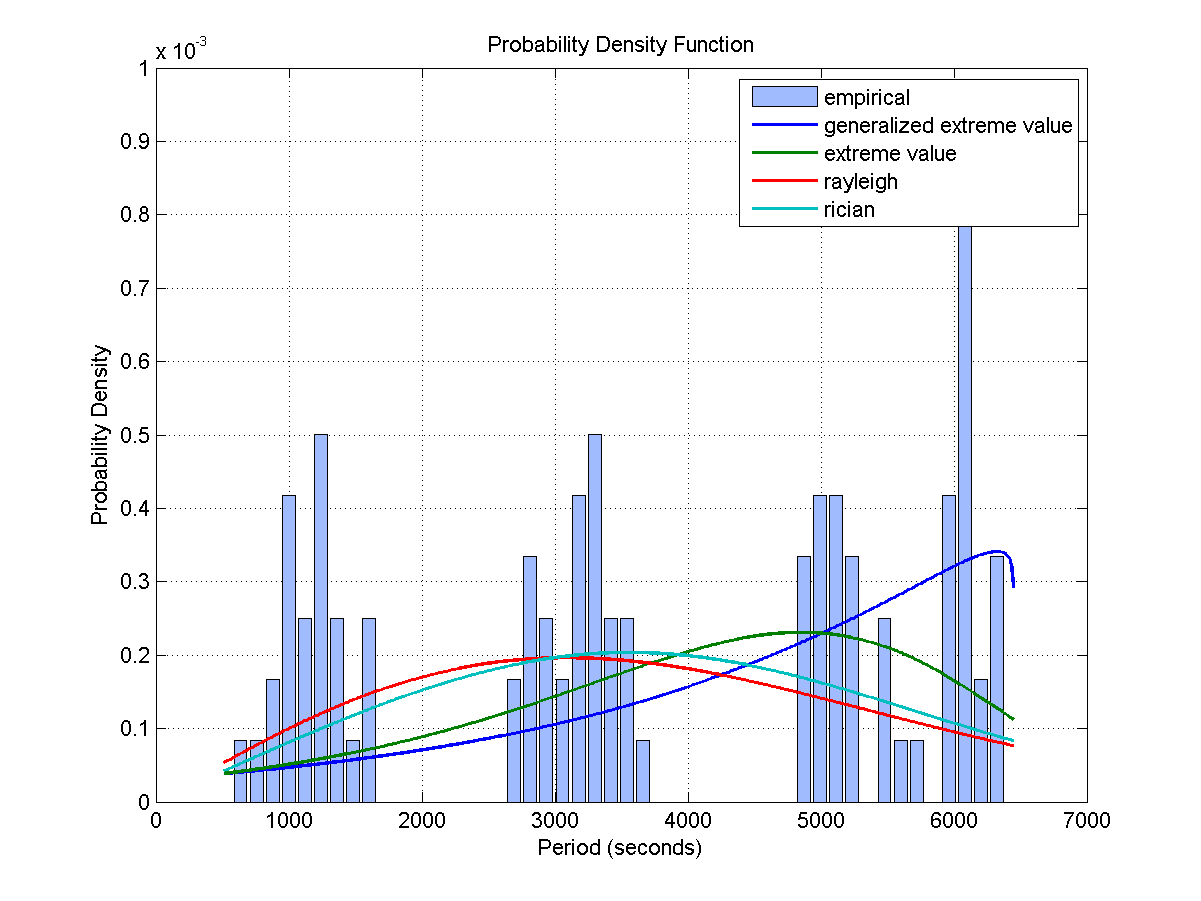 Probability Density Function
x 10-3
1
0.9
0.8
0.7
0.6
0.5
0.4
0.3
0.2
0.1
0
Probability Density
empirical
generalized extreme value
extreme value
rayleigh
rician
0 1000 2000 3000 4000 5000 6000 7000
Period (seconds)